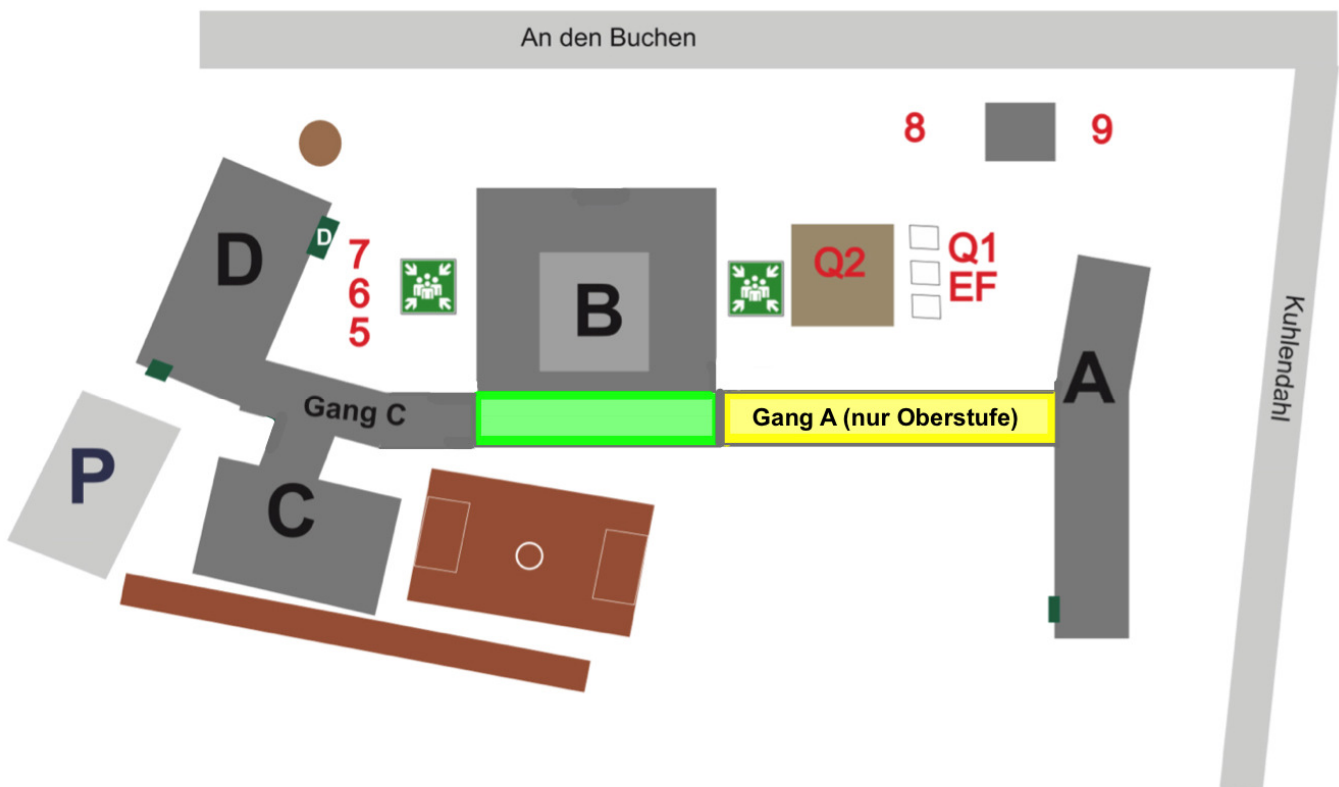 An den Buchen
8
9
D
D
7
6
5
B
Q2
Q1
EF
Kuhlendahl
A
Gang C
Gang A (nur Oberstufe)
P
C